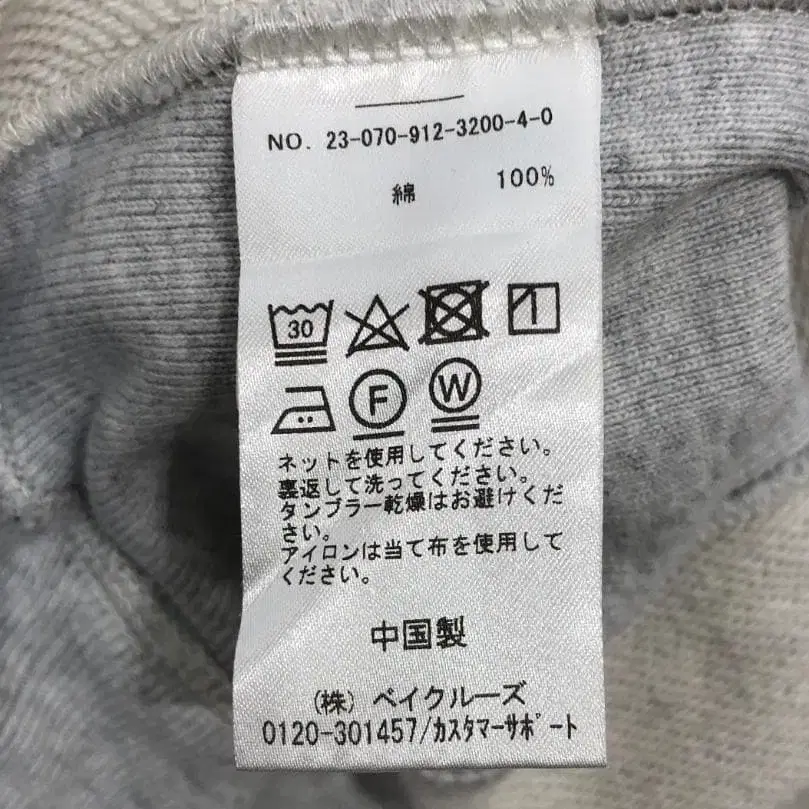 NO. 23-070-912-3200-4-0
綿 100%
30
F W
ネットを使用してください。
裏返して洗ってください。
タンブラー乾燥はお避けくだ
さい。
アイロンは当て布を使用して
ください。
中国製
(株) ベイクルーズ
0120-301457/カスタマーサポート